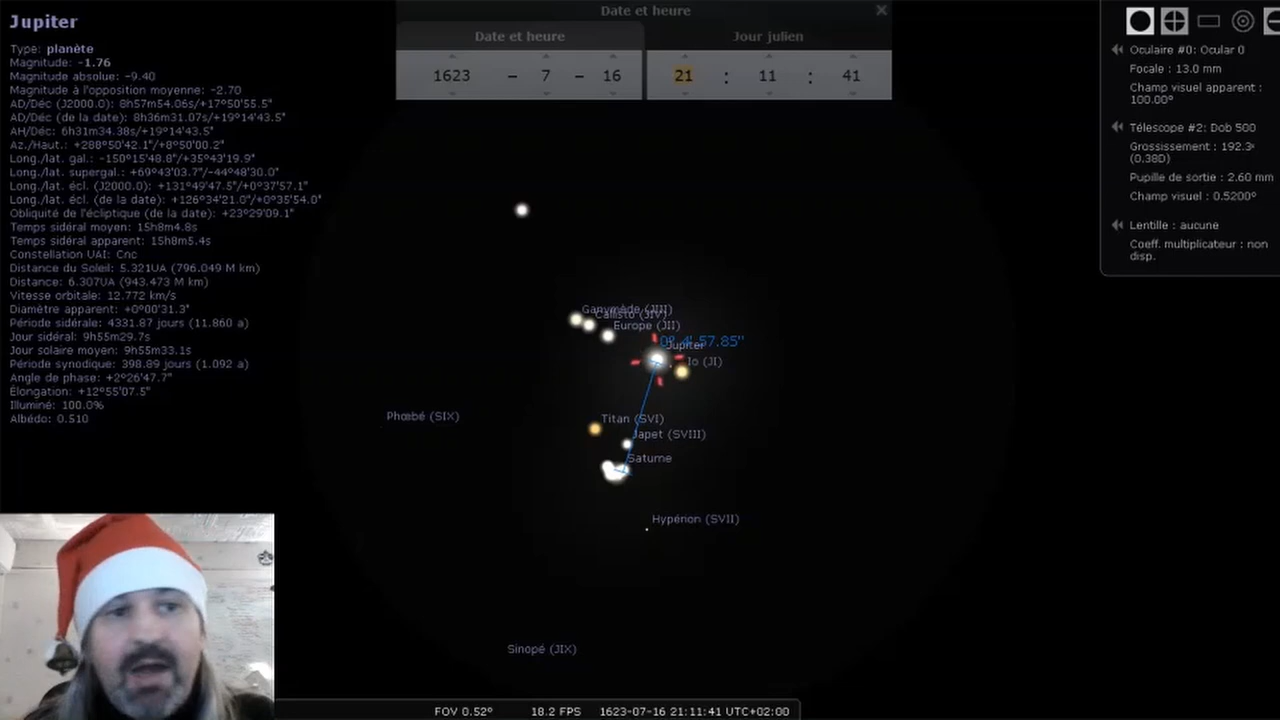 Jupiter
Type: planète
Magnitude: -1.76
Magnitude absolue: -9.40
Magnitude à l'opposition moyenne: -2.70
AD/Déc (J2000.0): 8h57m54.06s/+17°50'55.5"
AD/Déc (de la date): 8h36m31.07s/+19°14'43.5"
AH/Déc: 6h31m34.38s/+19°14'43.5"
Az./Haut.: +288°50'42.1"/+8°50'00.2"
Long./lat. gal.: -150°15'48.8"/+35°43'19.9"
Long./lat. supergal.: +69°43'03.7"/-44°48'30.0"
Long./lat. écl. (J2000.0): +131°49'47.5"/+0°37'57.1"
Long./lat. écl. (de la date): +126°34'21.0"/+0°35'54.0"
Obliquité de l'écliptique (de la date): +23°29'09.1"
Temps sidéral moyen: 15h8m4.8s
Temps sidéral apparent: 15h8m5.4s
Constellation UAI: Cnc
Distance du Soleil: 5.321UA (796.049 M km)
Distance: 6.307UA (943.473 M km)
Vitesse orbitale: 12.772 km/s
Diamètre apparent: +0°00'31.3"
Période sidérale: 4331.87 jours (11.860 a)
Jour sidéral: 9h55m29.7s
Jour solaire moyen: 9h55m33.1s
Période synodique: 398.89 jours (1.092 a)
Angle de phase: +2°26'47.7"
Élongation: +12°55'07.5"
Illuminé: 100.0%
Albédo: 0.510
Date et heure
Date et heure
Jour julien
1623 - 7 - 16
21 : 11 : 41
Oculaire #0: Ocular 0
Focale : 13.0 mm
Champ visuel apparent :
100.00°
Télescope #2: Dob 500
Grossissement : 192.3
(0.38D)
Pupille de sortie : 2.60 mm
Champ visuel : 0.5200°
Lentille : aucune
Coeff. multiplicateur : non
disp.
Ganymède (JIII)
Callisto (JIV)
Europe (JII)
0° 4' 57.85"
Jupiter
Io (JI)
Phœbé (SIX)
Titan (SVI)
Japet (SVIII)
Saturne
Hypérion (SVII)
Sinopé (JIX)
FOV 0.52°
18.2 FPS
1623-07-16 21:11:41 UTC+02:00